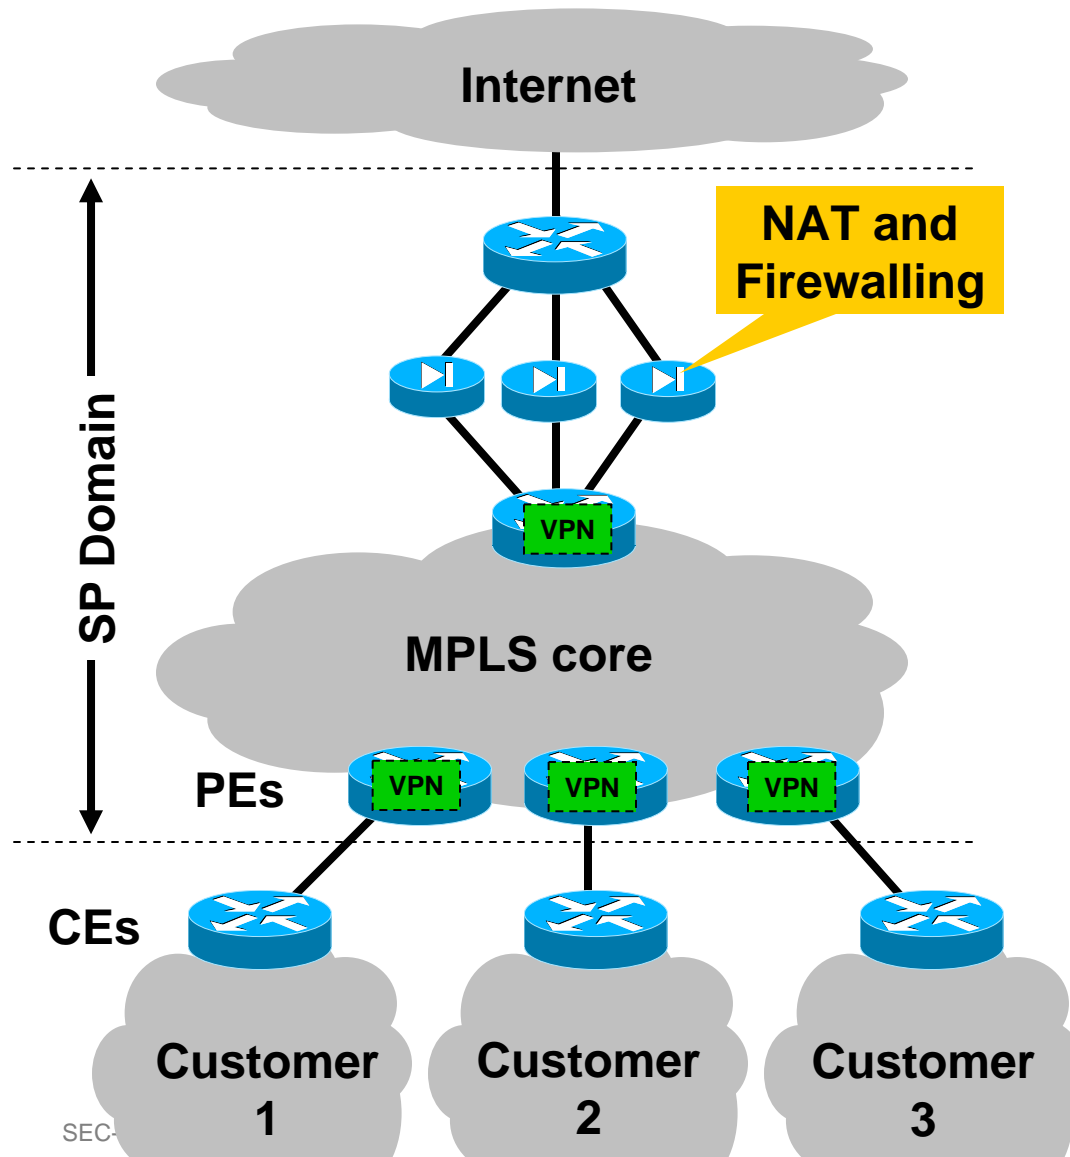 Internet
NAT and
Firewalling
SP Domain
VPN
MPLS core
PEs
VPN
VPN
VPN
CEs
Customer
1
Customer
2
Customer
3
SEC-